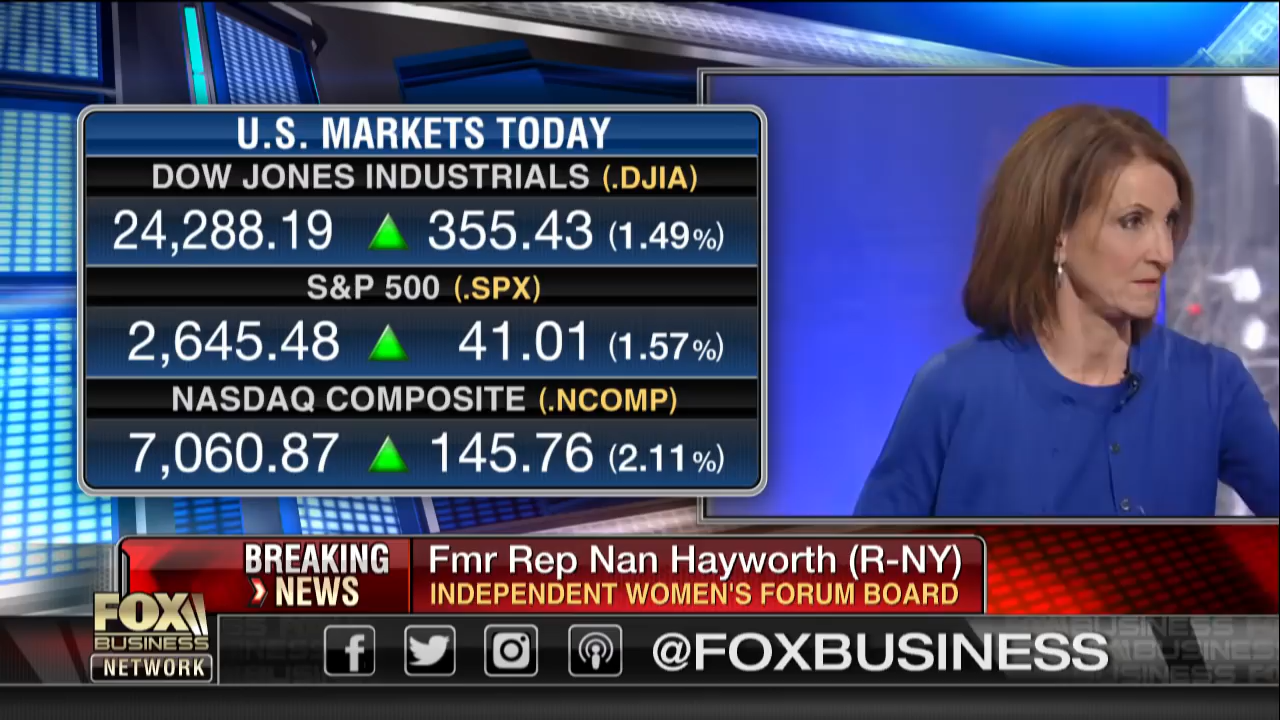 U.S. MARKETS TODAY
DOW JONES INDUSTRIALS (.DJIA)
24,288.19 ▲ 355.43 (1.49%)
S&P 500 (.SPX)
2,645.48 ▲ 41.01 (1.57%)
NASDAQ COMPOSITE (.NCOMP)
7,060.87 ▲ 145.76 (2.11%)
BREAKING NEWS
Fmr Rep Nan Hayworth (R-NY)
INDEPENDENT WOMEN'S FORUM BOARD
FOX
BUSINESS
NETWORK
@FOXBUSINESS